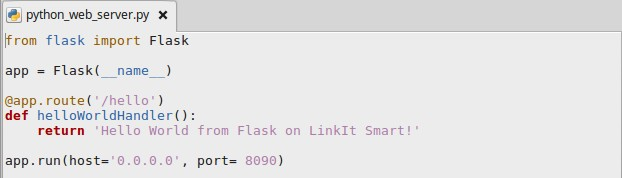 python_web_server.py
from flask import Flask
app = Flask(__name__)
@app.route('/hello')
def helloWorldHandler():
    return 'Hello World from Flask on LinkIt Smart!'
app.run(host='0.0.0.0', port= 8090)